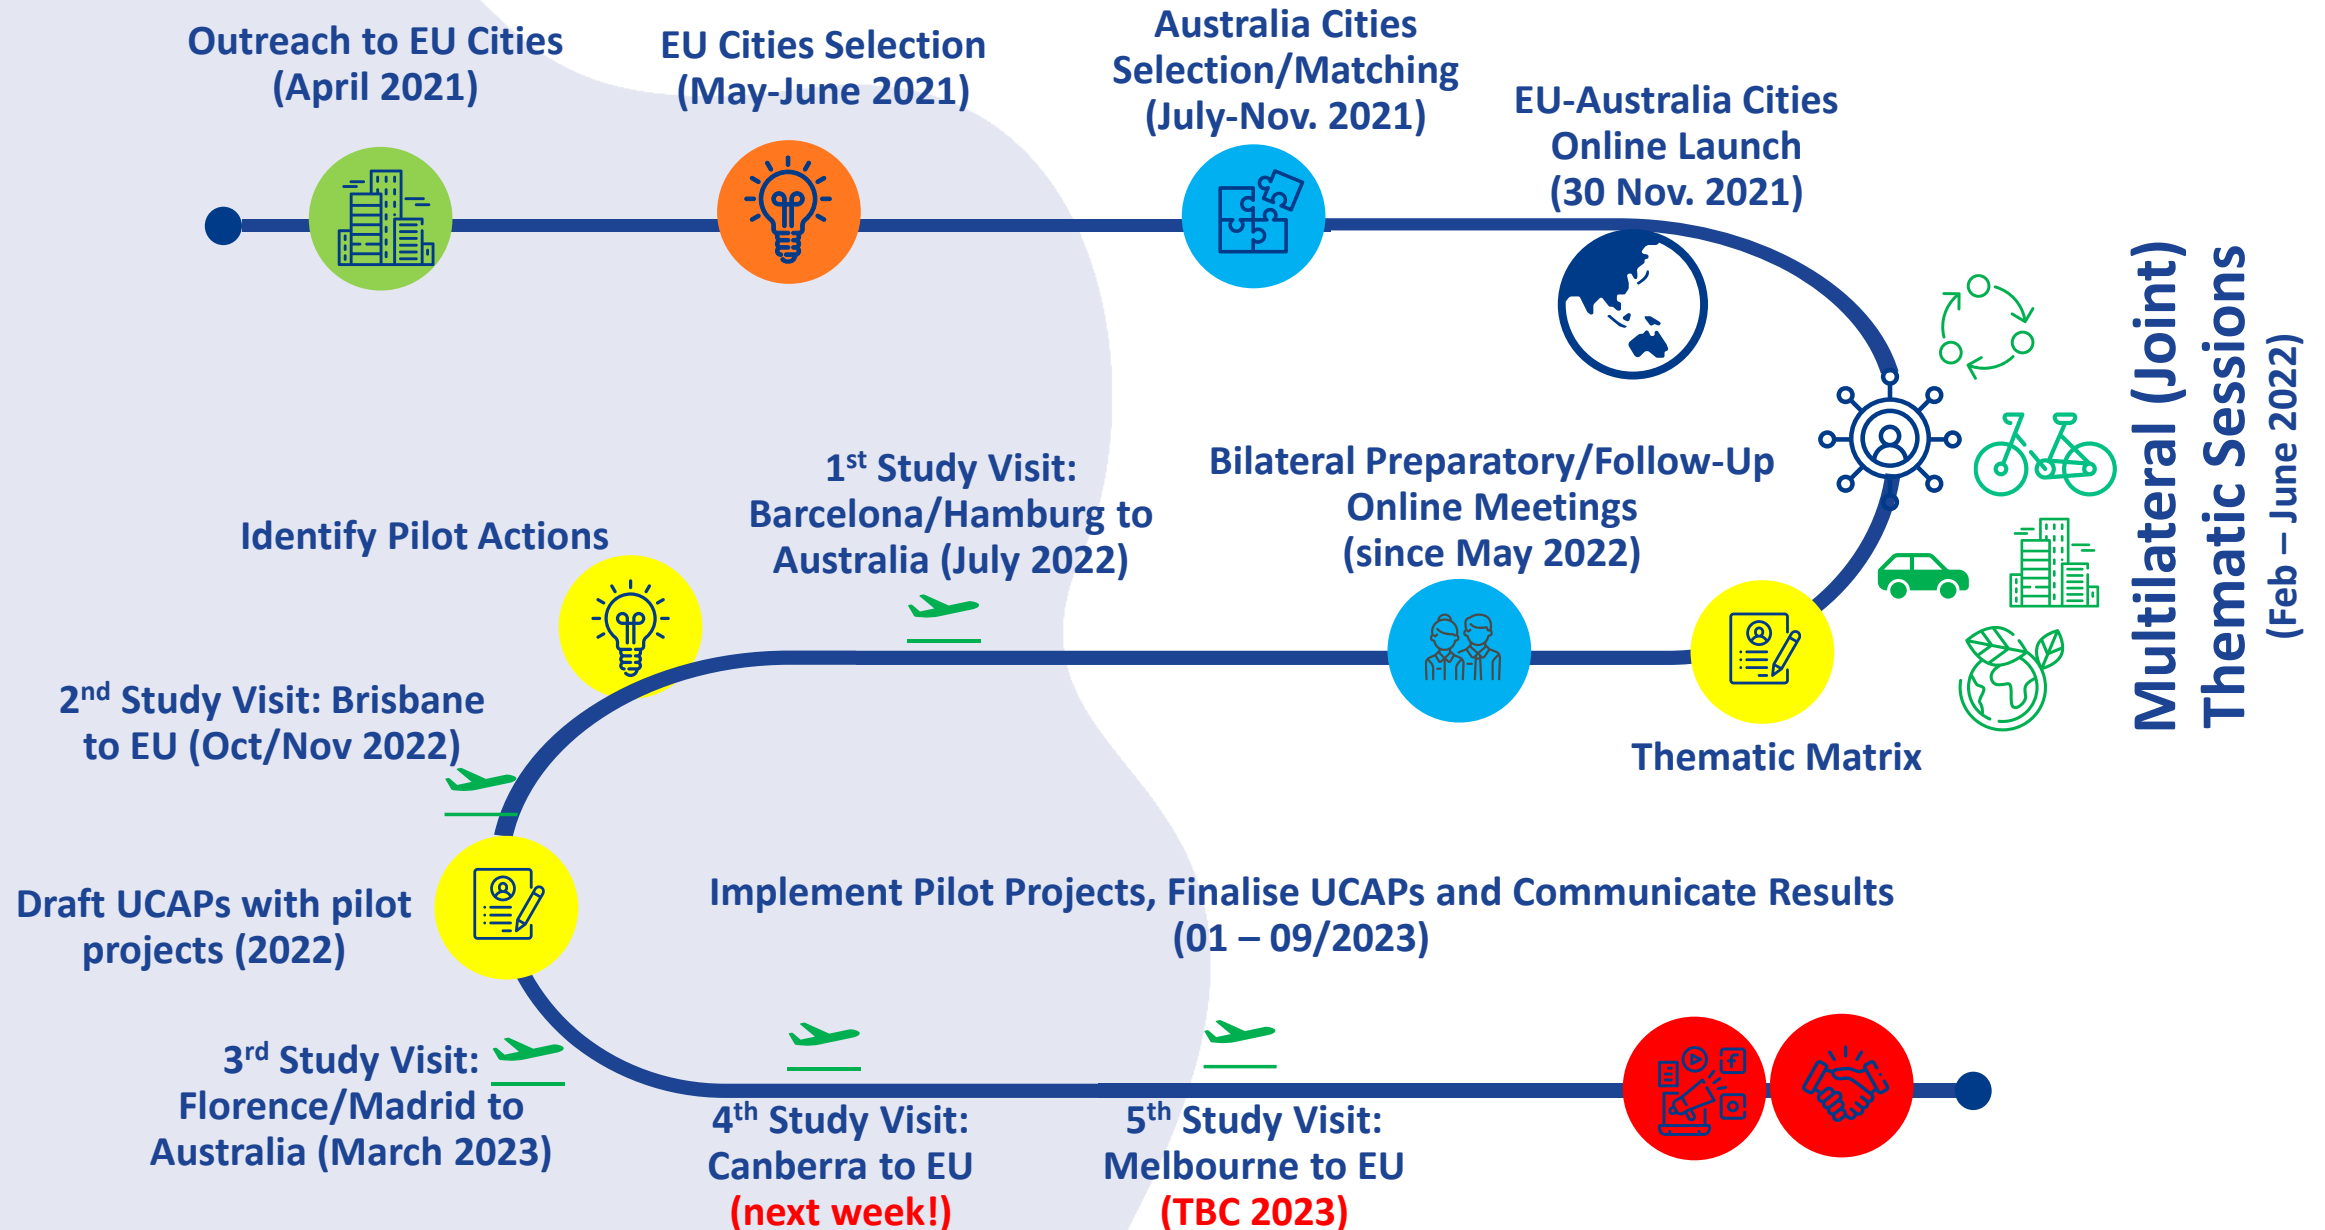 Outreach to EU Cities
(April 2021)
EU Cities Selection
(May-June 2021)
Australia Cities
Selection/Matching
(July-Nov. 2021)
EU-Australia Cities
Online Launch
(30 Nov. 2021)
Multilateral (Joint)
Thematic Sessions
(Feb – June 2022)
Thematic Matrix
Bilateral Preparatory/Follow-Up
Online Meetings
(since May 2022)
1st Study Visit:
Barcelona/Hamburg to
Australia (July 2022)
Identify Pilot Actions
2nd Study Visit: Brisbane
to EU (Oct/Nov 2022)
Draft UCAPs with pilot
projects (2022)
Implement Pilot Projects, Finalise UCAPs and Communicate Results
(01 – 09/2023)
3rd Study Visit:
Florence/Madrid to
Australia (March 2023)
4th Study Visit:
Canberra to EU
(next week!)
5th Study Visit:
Melbourne to EU
(TBC 2023)